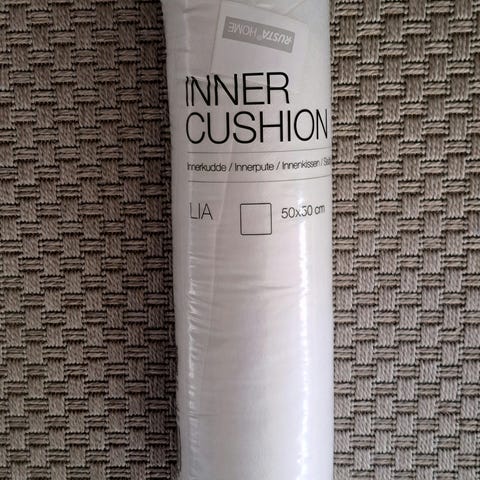 RUSTA HOME
INNER
CUSHION
Innerkudde / Innerpute / Innenkissen /
LIA 50x50 cm